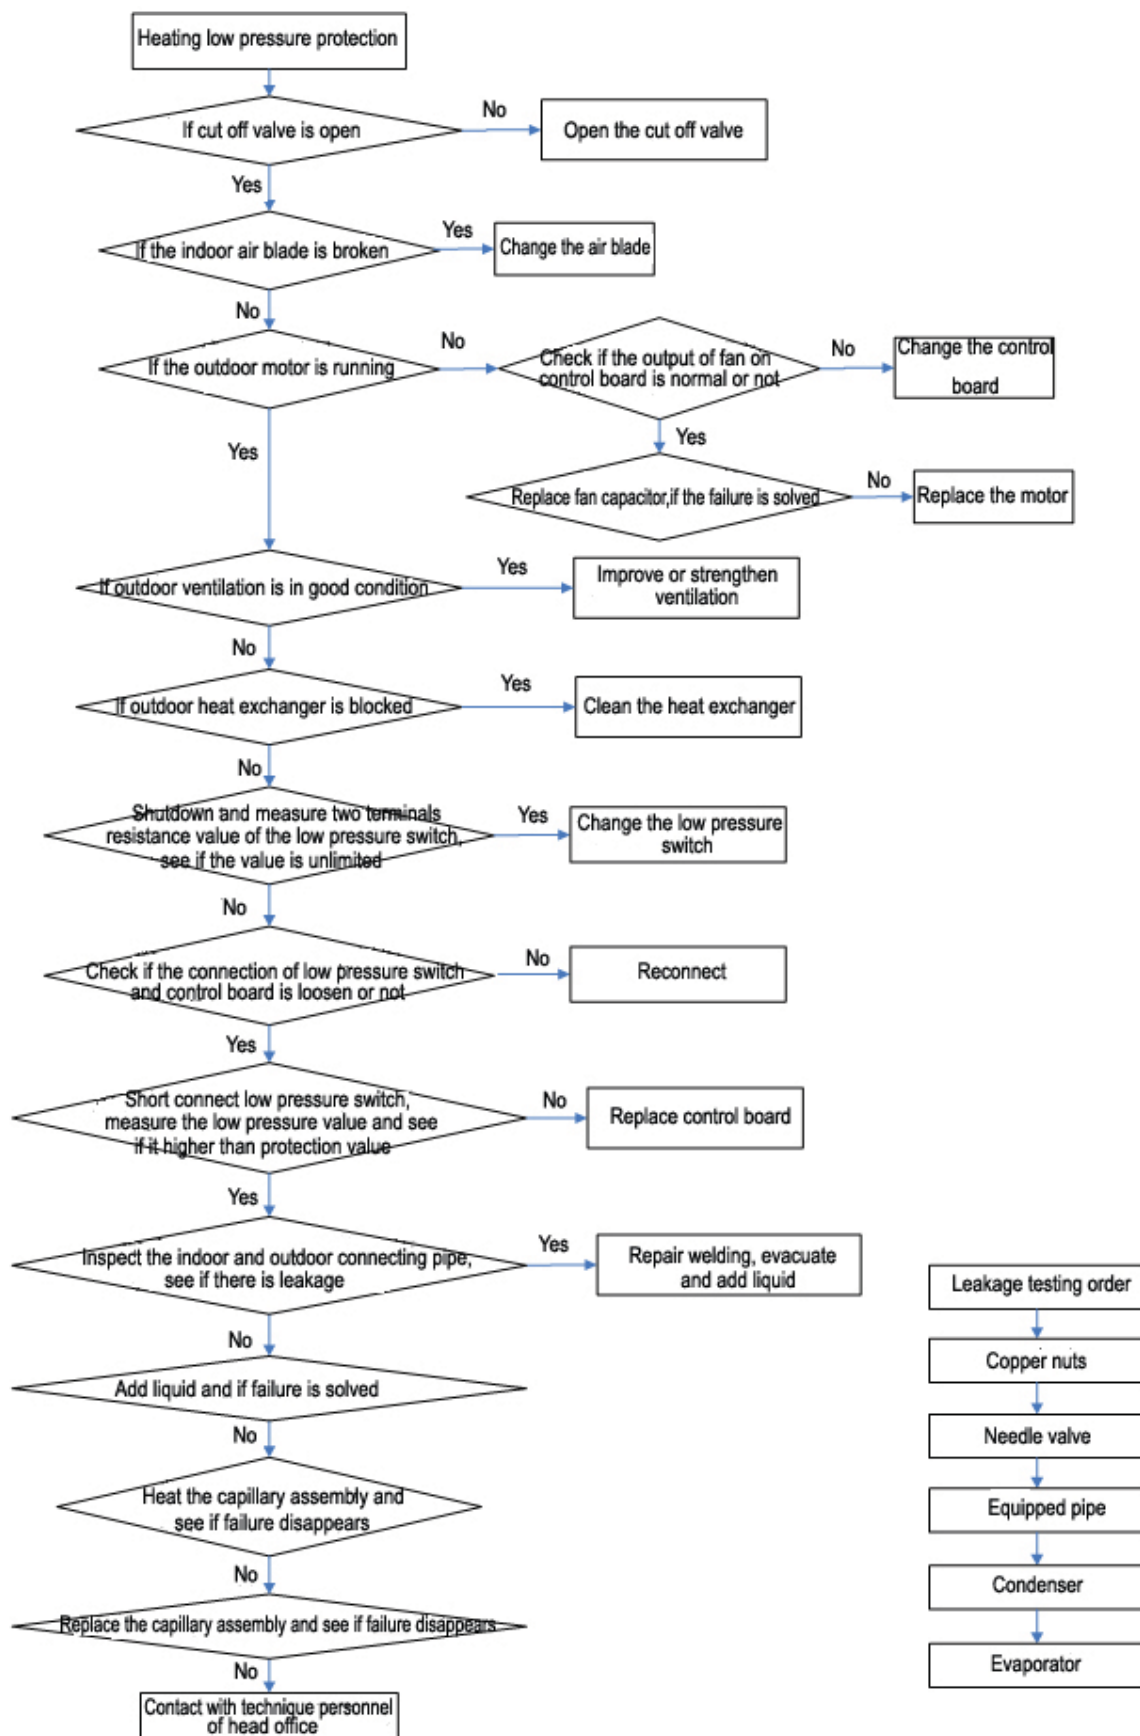 Heating low pressure protection
If cut off valve is open
No
Open the cut off valve
Yes
If the indoor air blade is broken
Yes
Change the air blade
No
If the outdoor motor is running
No
Check if the output of fan on
control board is normal or not
No
Change the control
board
Yes
Yes
Replace fan capacitor,if the failure is solved
No
Replace the motor
If outdoor ventilation is in good condition
Yes
Improve or strengthen
ventilation
No
If outdoor heat exchanger is blocked
Yes
Clean the heat exchanger
No
Shutdown and measure two terminals
resistance value of the low pressure switch,
see if the value is unlimited
Yes
Change the low pressure
switch
No
Check if the connection of low pressure switch
and control board is loosen or not
No
Reconnect
Yes
Short connect low pressure switch,
measure the low pressure value and see
if it higher than protection value
No
Replace control board
Yes
Inspect the indoor and outdoor connecting pipe,
see if there is leakage
Yes
Repair welding, evacuate
and add liquid
No
Add liquid and if failure is solved
No
Heat the capillary assembly and
see if failure disappears
No
Replace the capillary assembly and see if failure disappears
No
Contact with technique personnel
of head office
Leakage testing order
Copper nuts
Needle valve
Equipped pipe
Condenser
Evaporator